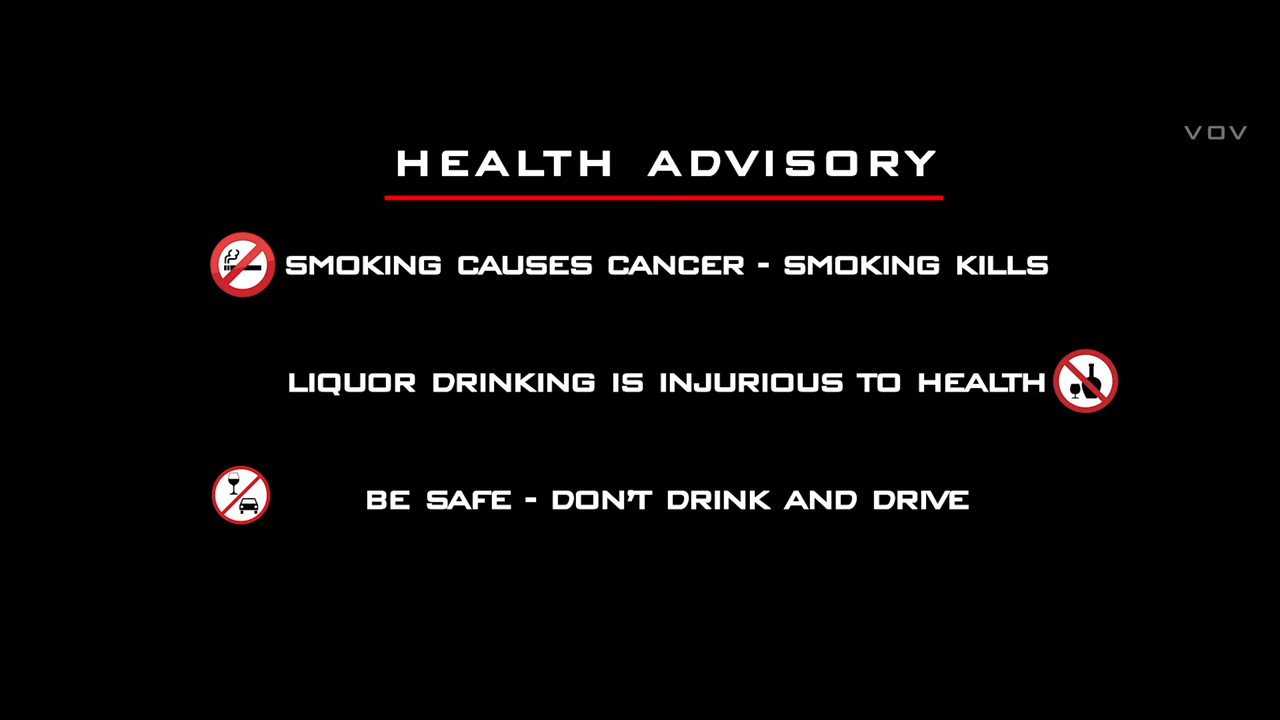 VOV
HEALTH ADVISORY
SMOKING CAUSES CANCER - SMOKING KILLS
LIQUOR DRINKING IS INJURIOUS TO HEALTH
BE SAFE - DON'T DRINK AND DRIVE